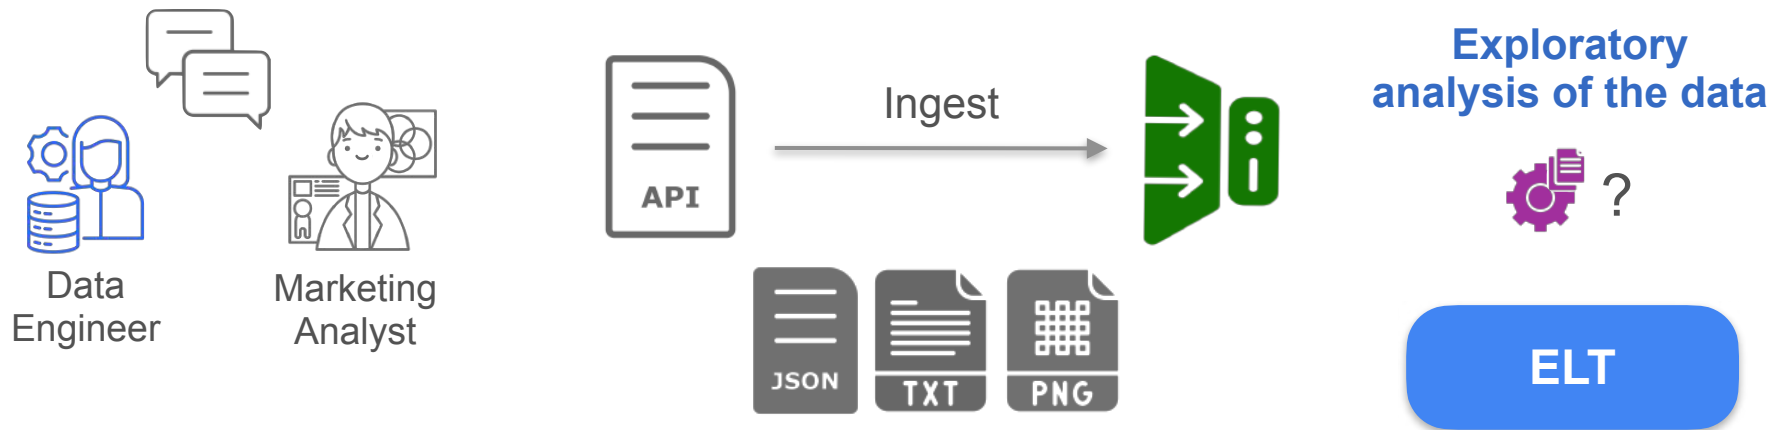 Data
Engineer
Marketing
Analyst
API
Ingest
JSON
TXT
PNG
Exploratory
analysis of the data
?
ELT